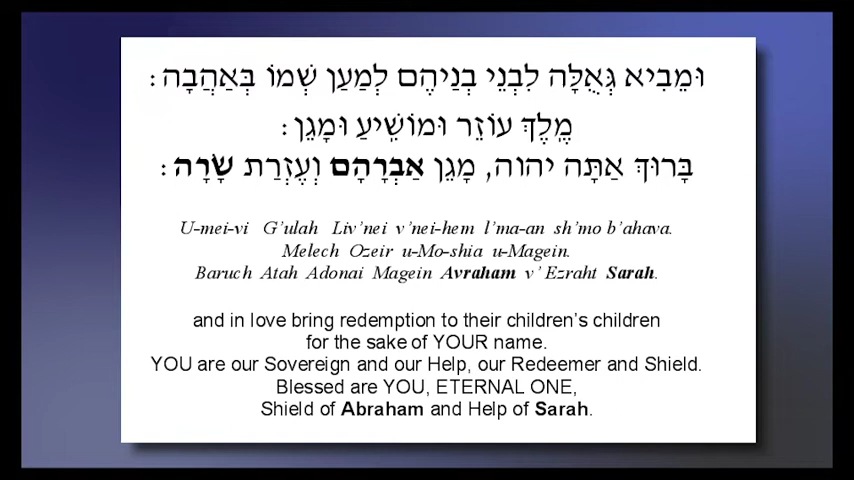 וּמֵבִיא גְּאֻלָּה לִבְנֵי בְנֵיהֶם לְמַעַן שְׁמוֹ בְּאַהֲבָה:
מֶֽלֶךְ עוֹזֵר וּמוֹשִֽׁיעַ וּמָגֵן:
בָּרוּךְ אַתָּה יהוה, מָגֵן אַבְרָהָם וְעֶזְרַת שָׂרָה:
U-mei-vi G'ulah Liv'nei v'nei-hem l'ma-an sh'mo b'ahava.
Melech Ozeir u-Mo-shia u-Magein.
Baruch Atah Adonai Magein Avraham v' Ezraht Sarah.
and in love bring redemption to their children's children
for the sake of YOUR name.
YOU are our Sovereign and our Help, our Redeemer and Shield.
Blessed are YOU, ETERNAL ONE,
Shield of Abraham and Help of Sarah.